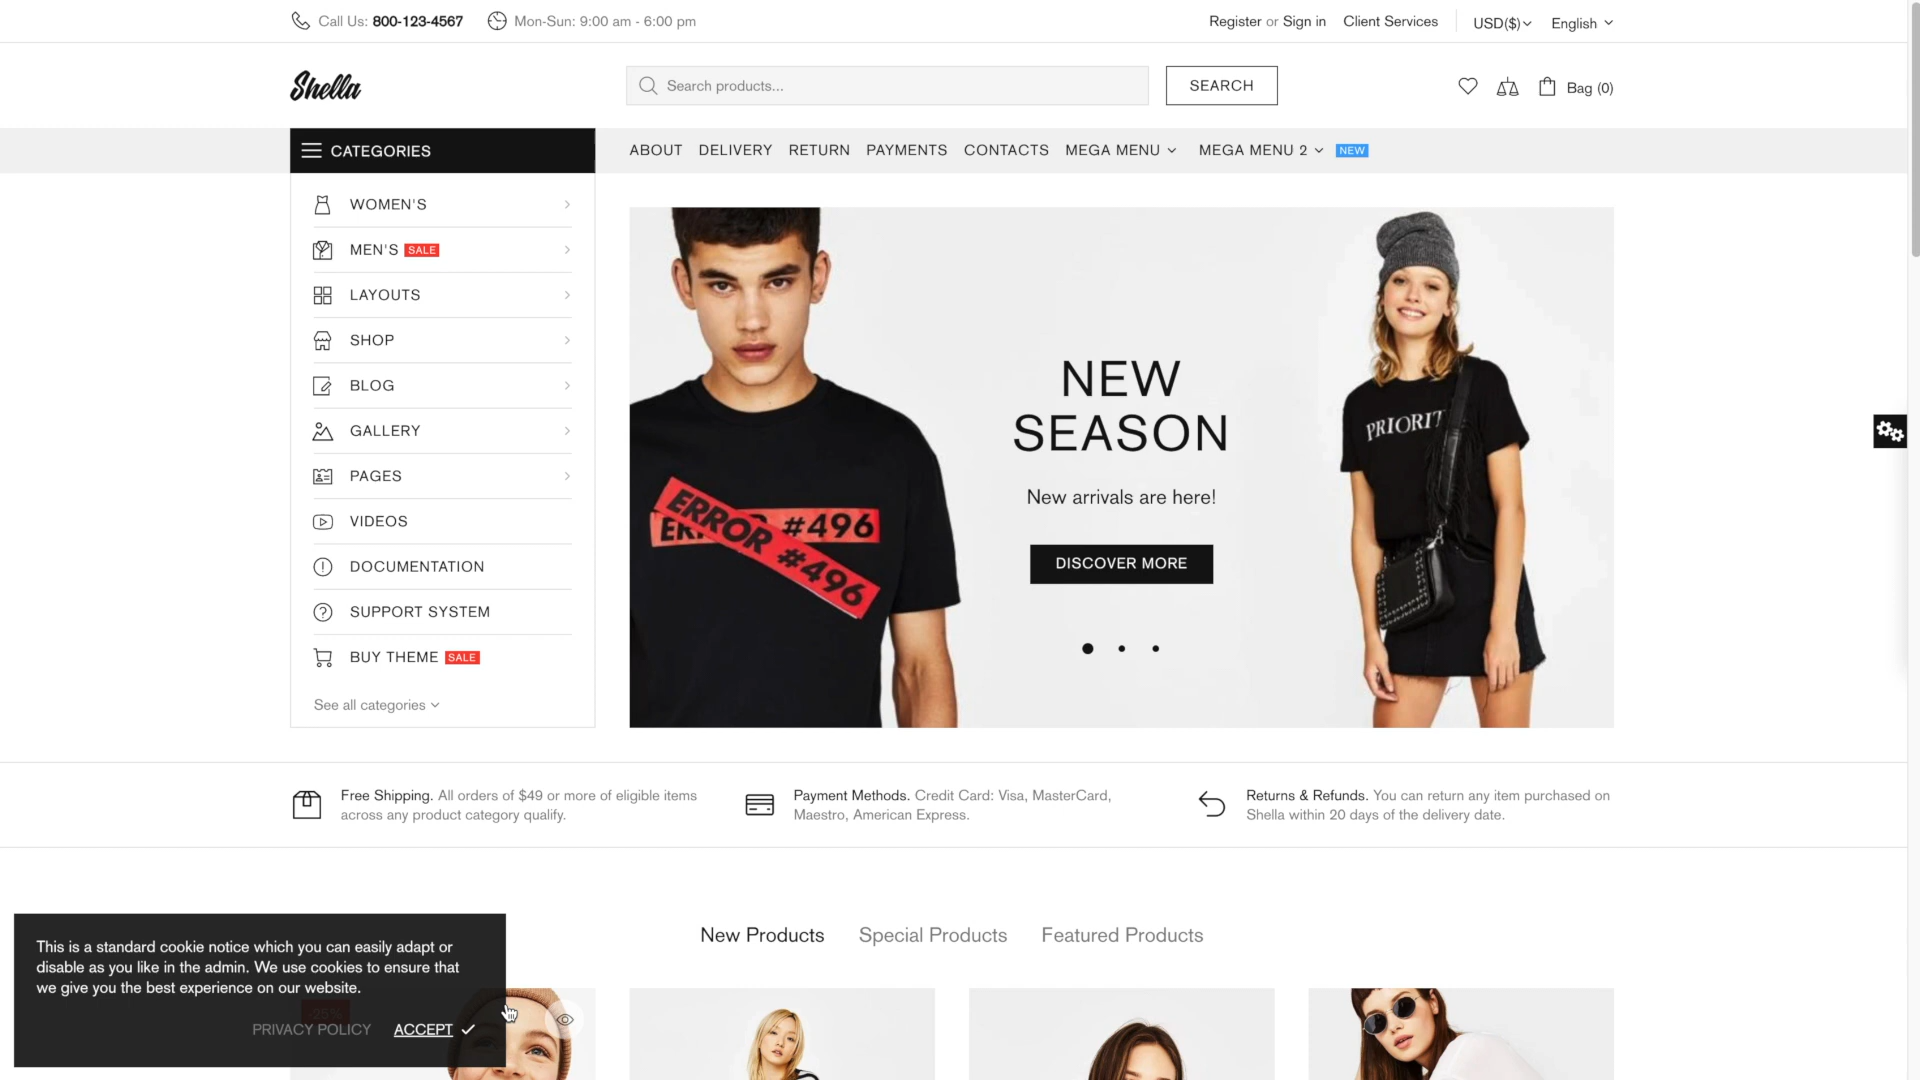 Call Us: 800-123-4567
Mon-Sun: 9:00 am - 6:00 pm
Register or Sign in
Client Services
USD($)
English
Shella
Search products...
SEARCH
Bag (0)
CATEGORIES
ABOUT
DELIVERY
RETURN
PAYMENTS
CONTACTS
MEGA MENU
MEGA MENU 2
NEW
WOMEN'S
MEN'S SALE
LAYOUTS
SHOP
BLOG
GALLERY
PAGES
VIDEOS
DOCUMENTATION
SUPPORT SYSTEM
BUY THEME SALE
See all categories
ERROR #496
#496
PRIORIT
NEW
SEASON
New arrivals are here!
DISCOVER MORE
Free Shipping. All orders of $49 or more of eligible items
across any product category qualify.
Payment Methods. Credit Card: Visa, MasterCard,
Maestro, American Express.
Returns & Refunds. You can return any item purchased on
Shella within 20 days of the delivery date.
New Products
Special Products
Featured Products
This is a standard cookie notice which you can easily adapt or
disable as you like in the admin. We use cookies to ensure that
we give you the best experience on our website.
-25%
PRIVACY POLICY
ACCEPT